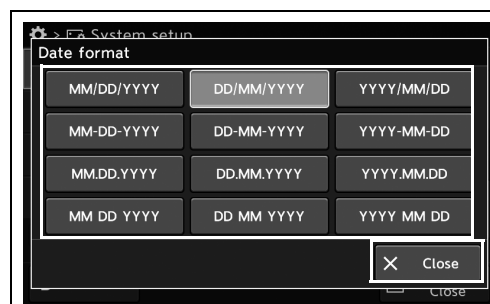 > System setup
Date format
MM/DD/YYYY DD/MM/YYYY YYYY/MM/DD
MM-DD-YYYY DD-MM-YYYY YYYY-MM-DD
MM.DD.YYYY DD.MM.YYYY YYYY.MM.DD
MM DD YYYY DD MM YYYY YYYY MM DD
Close
Close